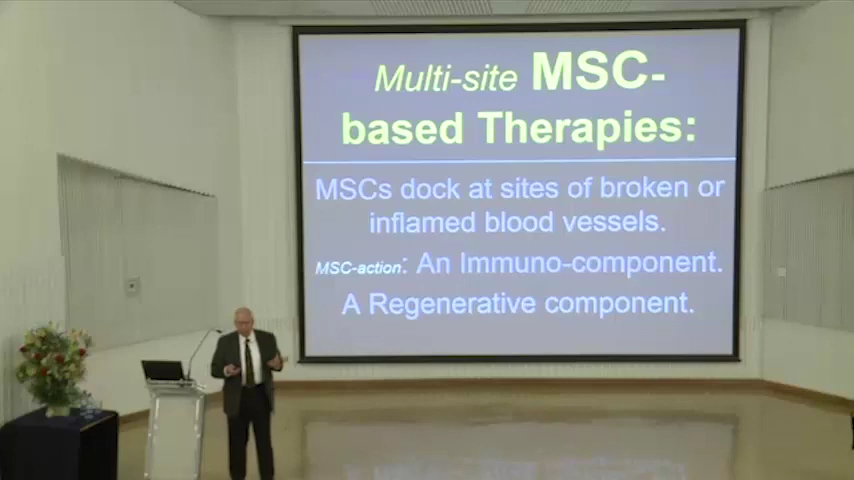 Multi-site MSC-
based Therapies:
MSCs dock at sites of broken or
inflamed blood vessels.
MSC-action: An Immuno-component.
A Regenerative component.